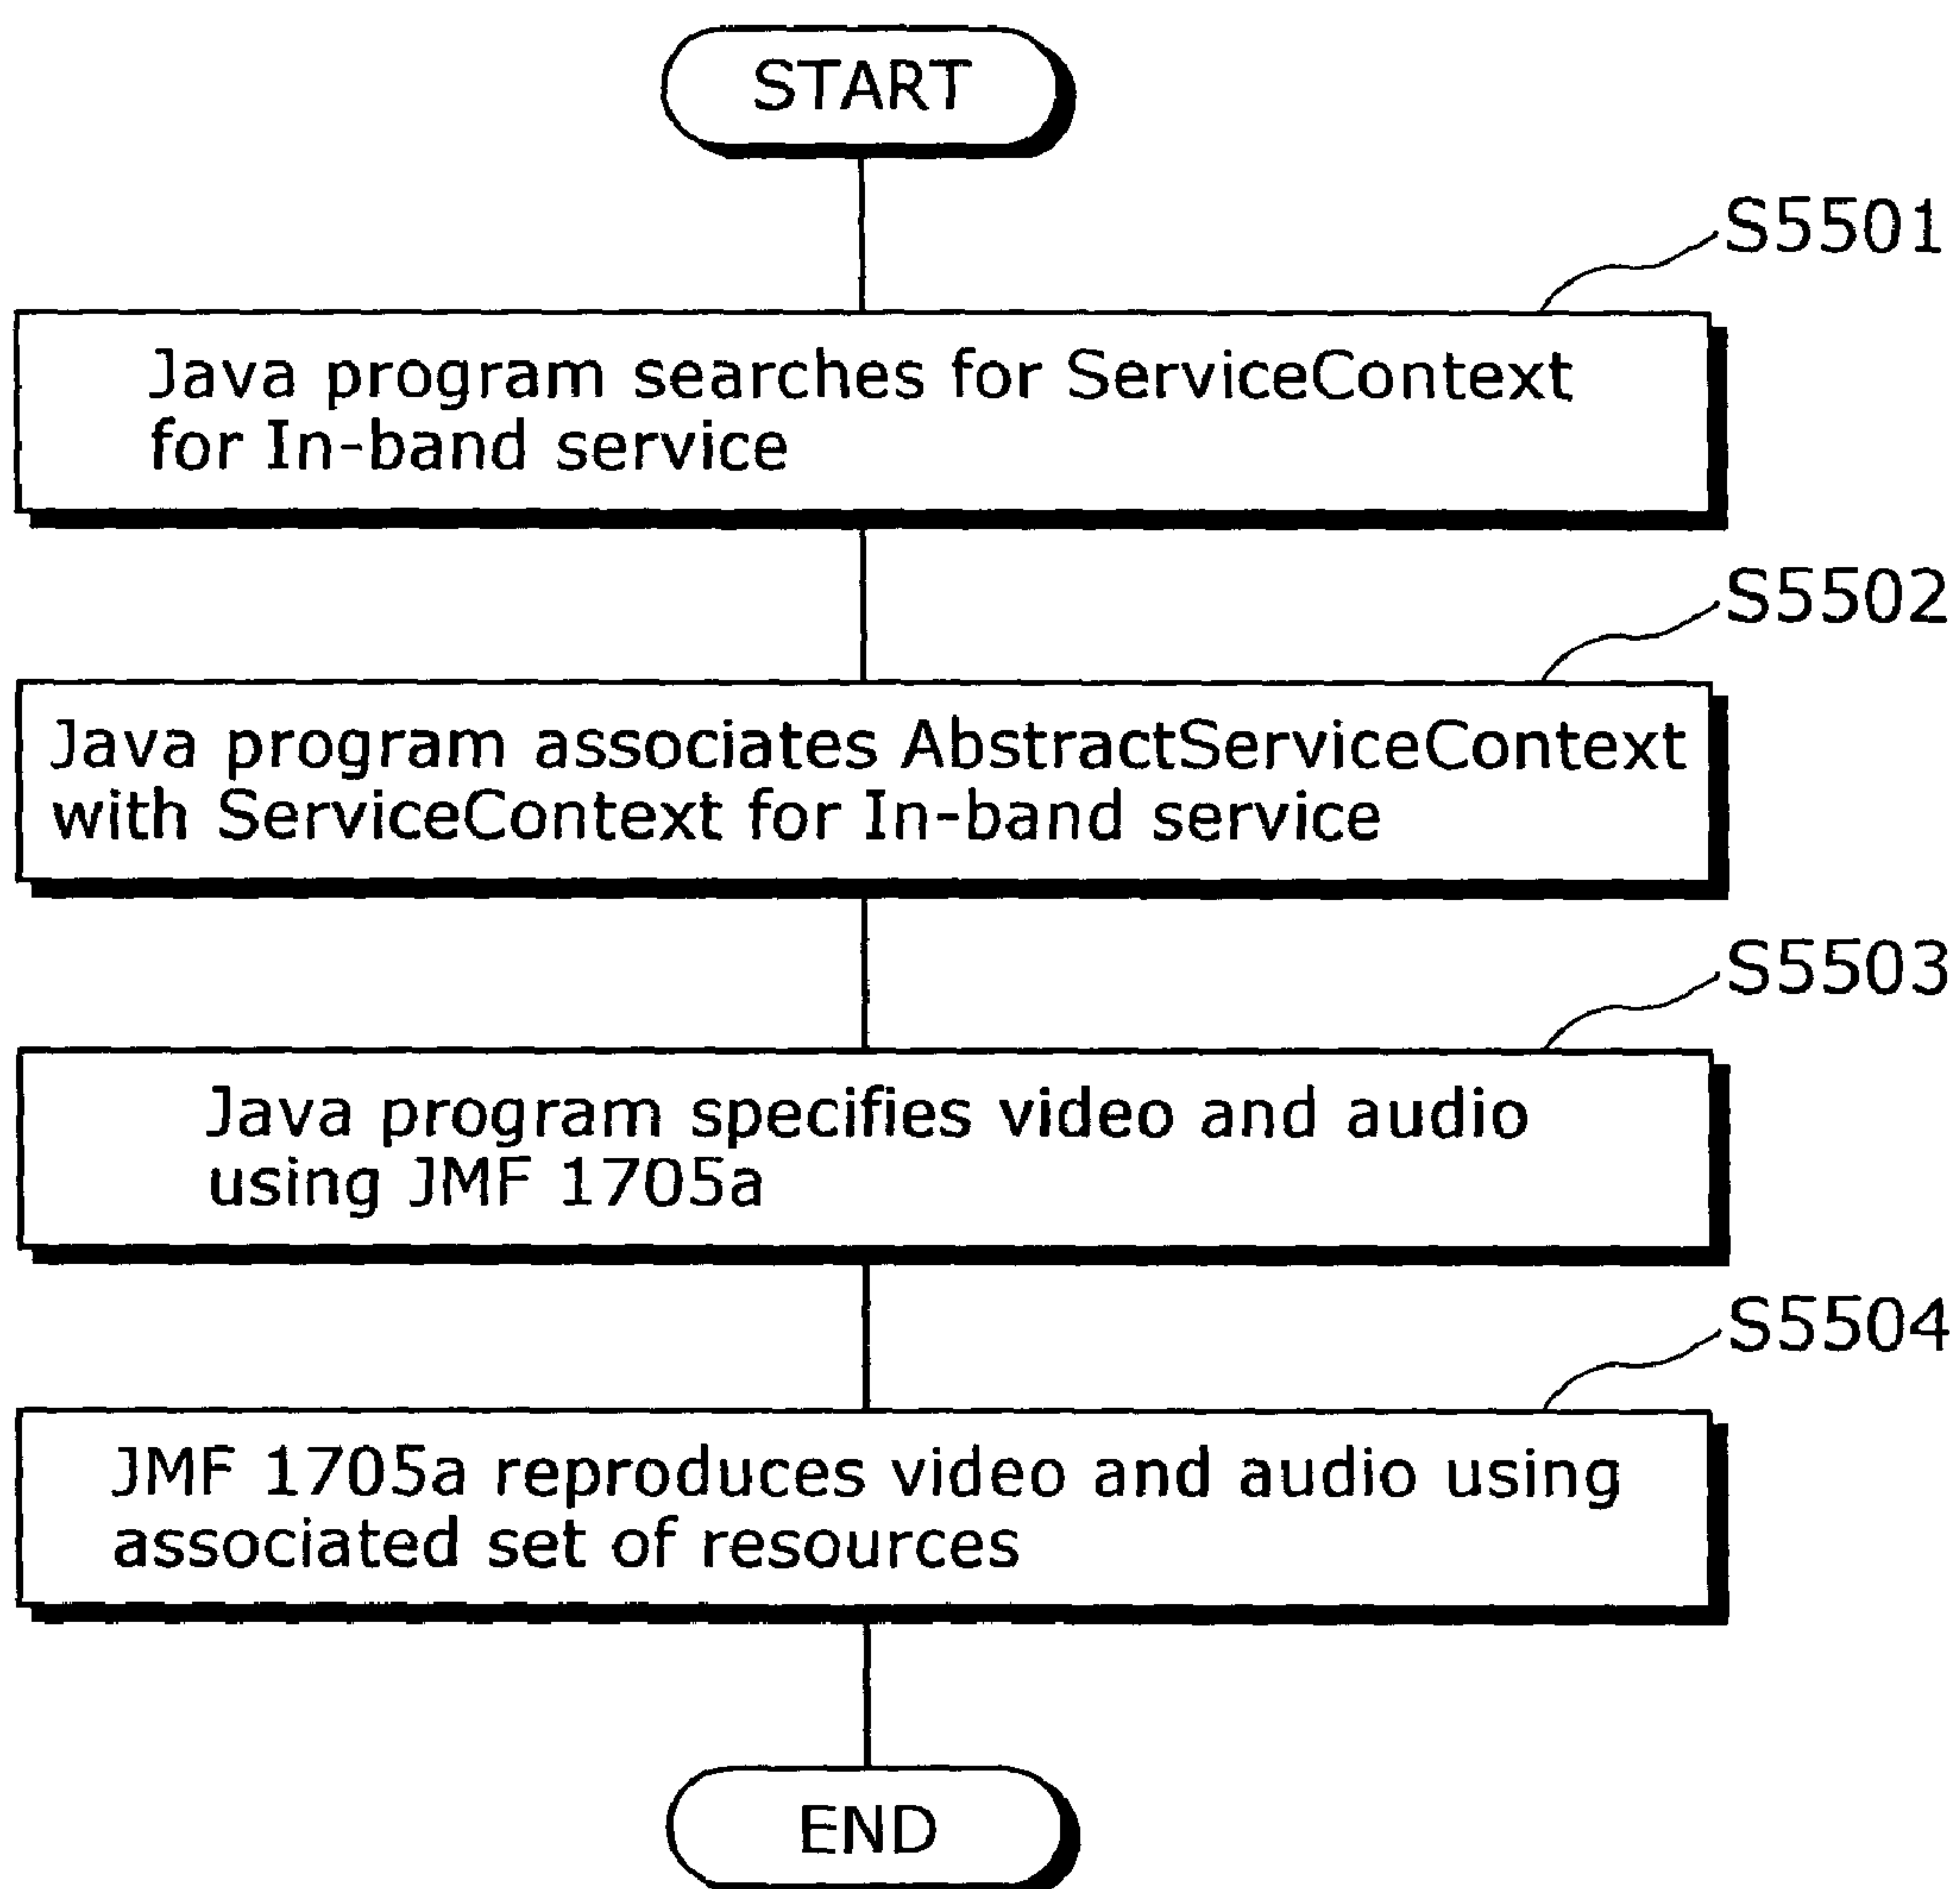 START
S5501
Java program searches for ServiceContext
for In-band service
S5502
Java program associates AbstractServiceContext
with ServiceContext for In-band service
S5503
Java program specifies video and audio
using JMF 1705a
S5504
JMF 1705a reproduces video and audio using
associated set of resources
END